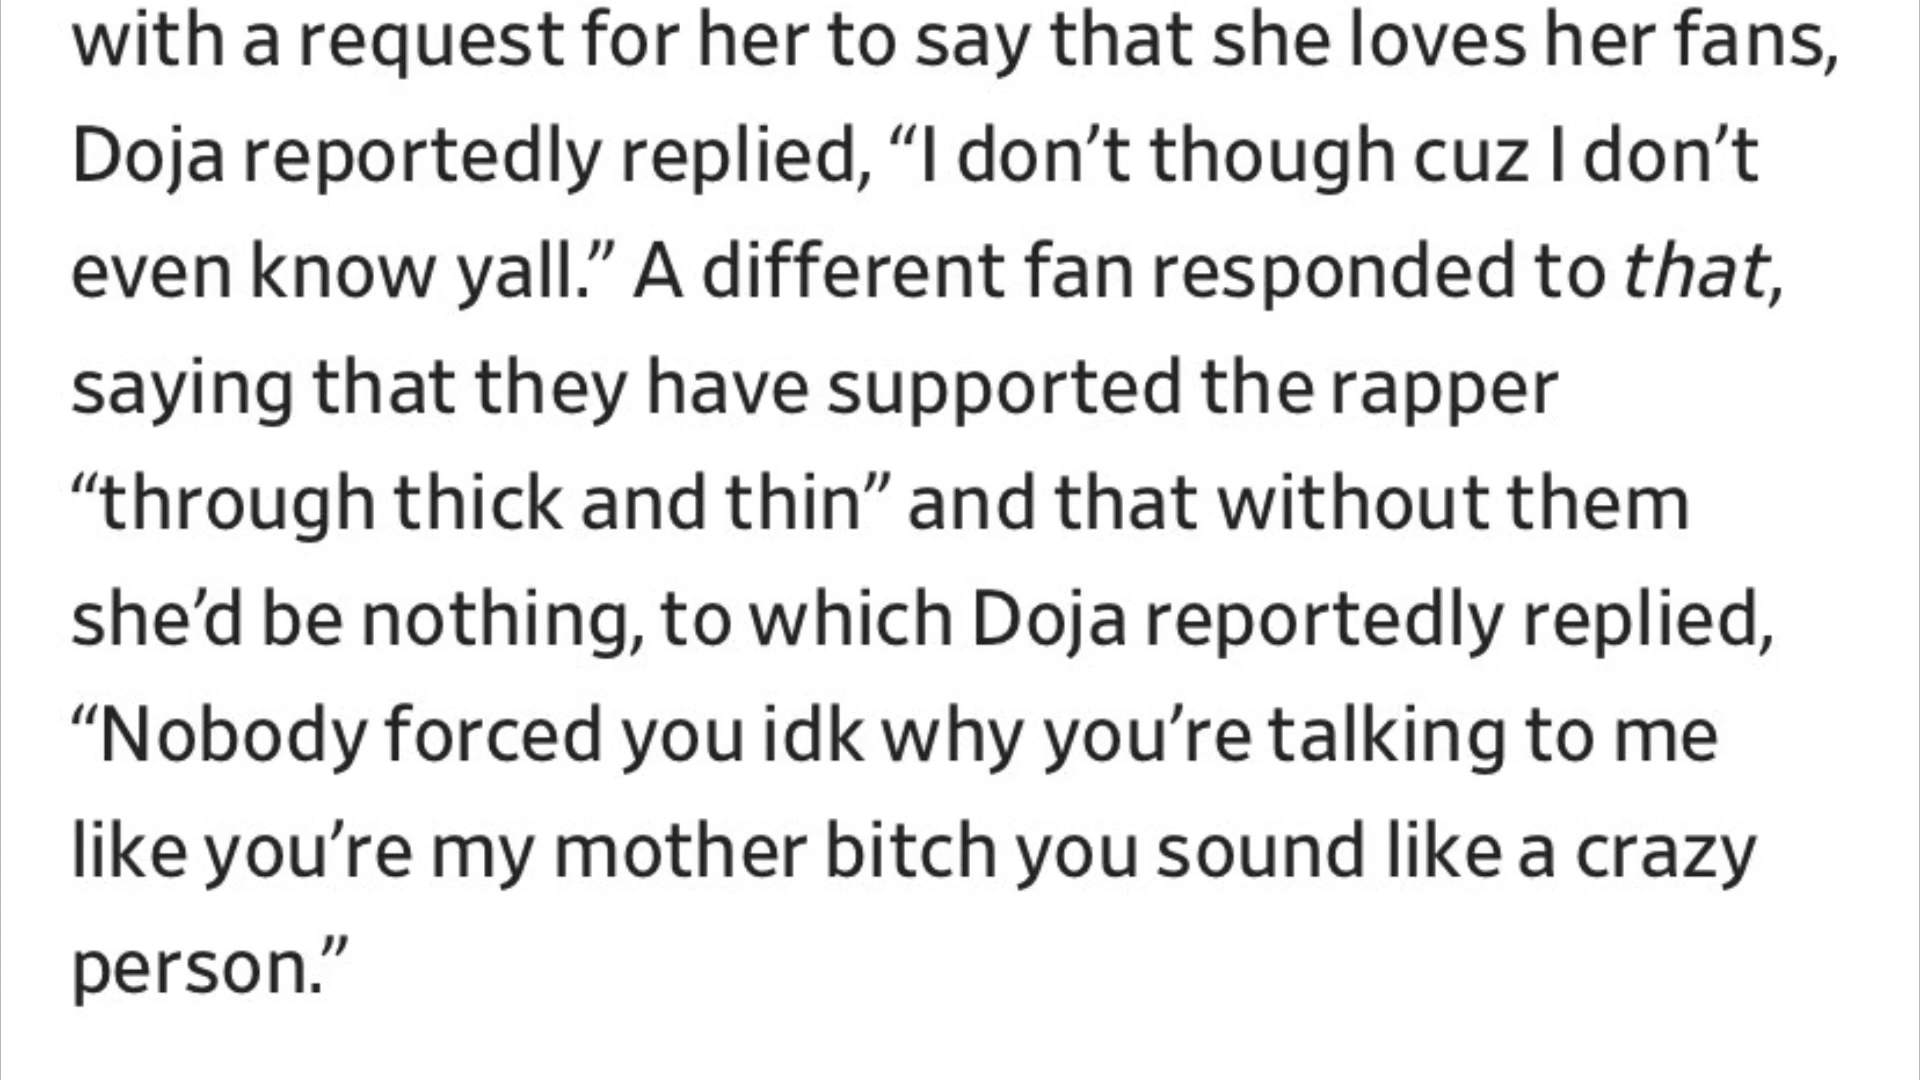 with a request for her to say that she loves her fans,
Doja reportedly replied, “I don’t though cuz I don’t
even know yall.” A different fan responded to that,
saying that they have supported the rapper
“through thick and thin” and that without them
she’d be nothing, to which Doja reportedly replied,
“Nobody forced you idk why you’re talking to me
like you’re my mother bitch you sound like a crazy
person.”